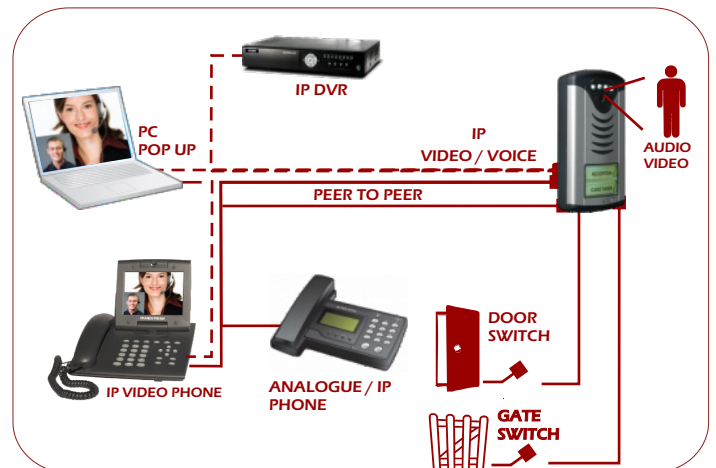 IP DVR
PC
POP UP
IP
VIDEO / VOICE
AUDIO
VIDEO
RECEPTION
PEER TO PEER
DOOR
SWITCH
IP VIDEO PHONE
ANALOGUE / IP
PHONE
GATE
SWITCH